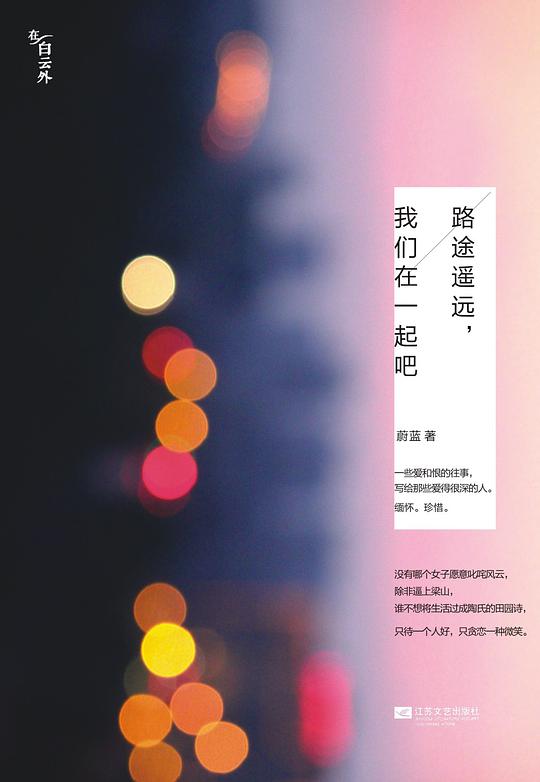 在白云外
路途遥远，
我们在一起吧
蔚蓝 著
一些爱和恨的往事，
写给那些爱得很深的人。
缅怀。珍惜。
没有哪个女子愿意叱咤风云，
除非逼上梁山，
谁不想将生活过成陶氏的田园诗，
只待一个人好，只贪恋一种微笑。
江苏文艺出版社